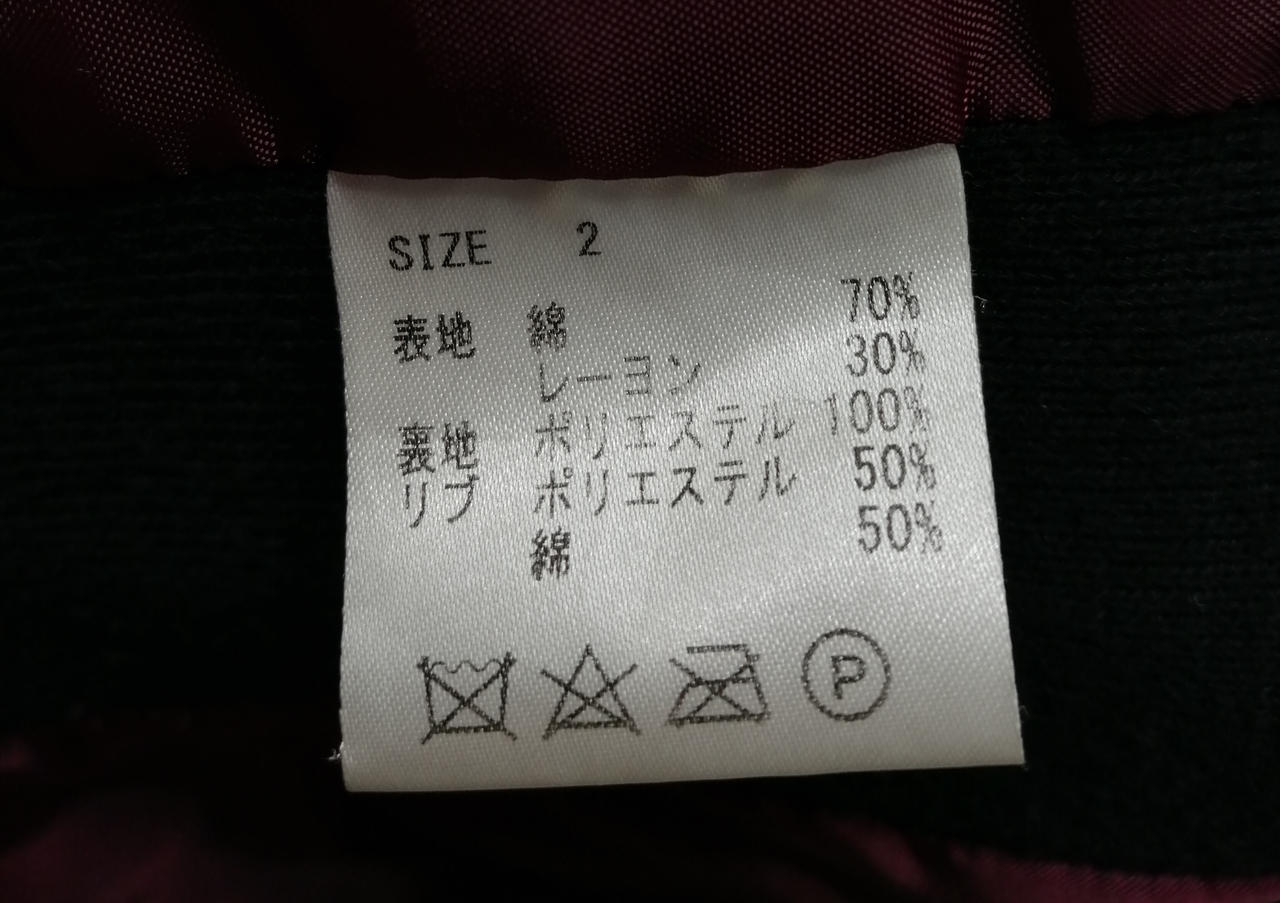 SIZE 2
表地 綿 70%
レーヨン 30%
裏地 ポリエステル 100%
リブ ポリエステル 50%
綿 50%
P